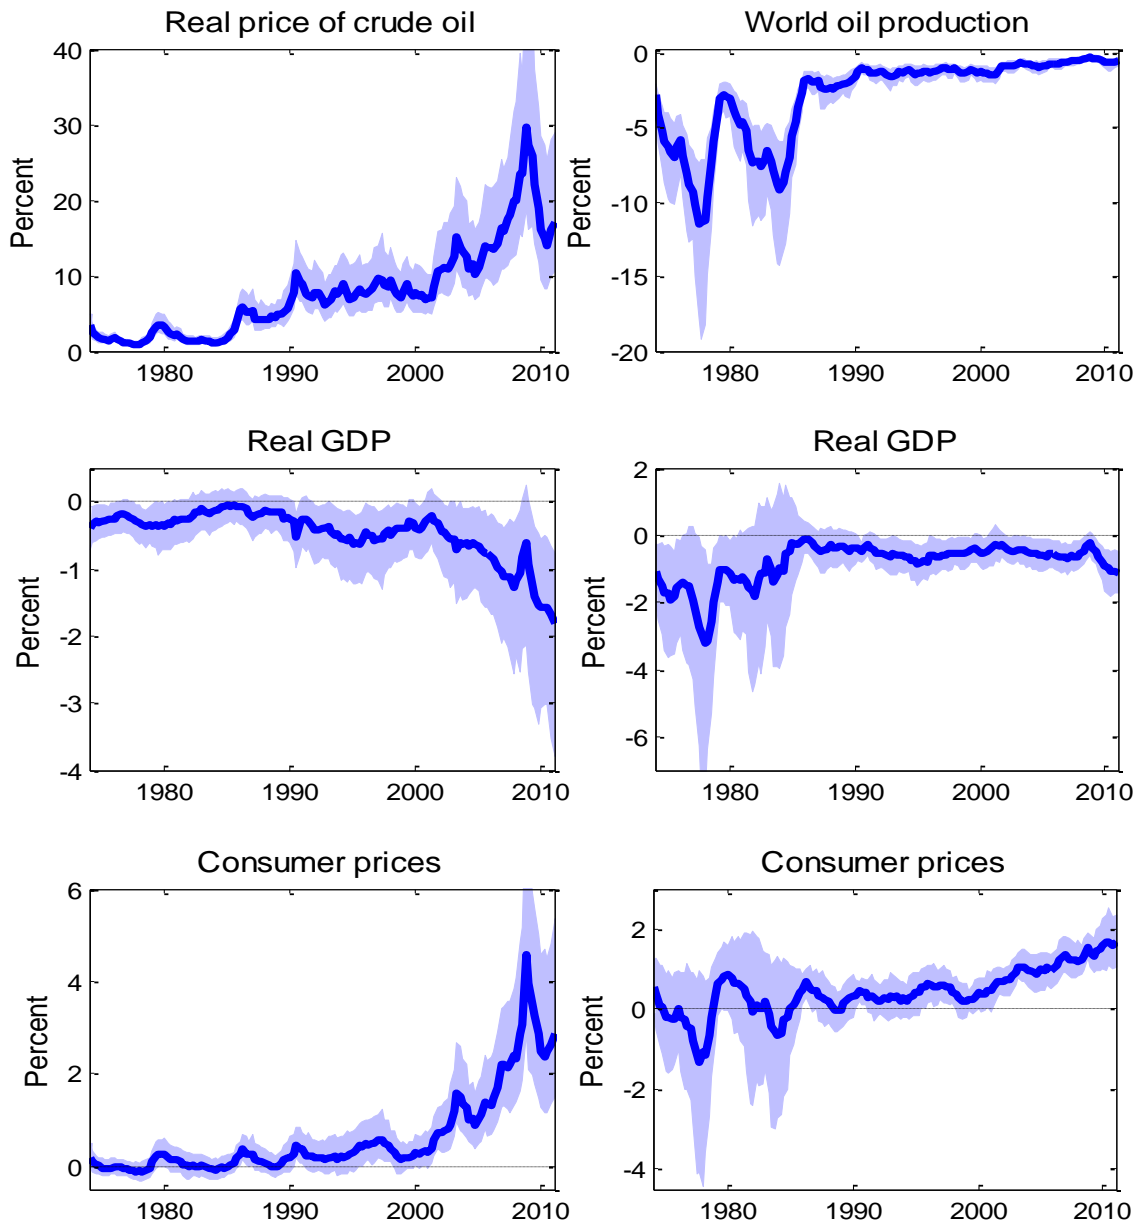 Real price of crude oil
Percent
40
30
20
10
0
1980 1990 2000 2010
World oil production
Percent
0
-5
-10
-15
-20
1980 1990 2000 2010
Real GDP
Percent
0
-1
-2
-3
-4
1980 1990 2000 2010
Real GDP
Percent
2
0
-2
-4
-6
1980 1990 2000 2010
Consumer prices
Percent
6
4
2
0
1980 1990 2000 2010
Consumer prices
Percent
2
0
-2
-4
1980 1990 2000 2010